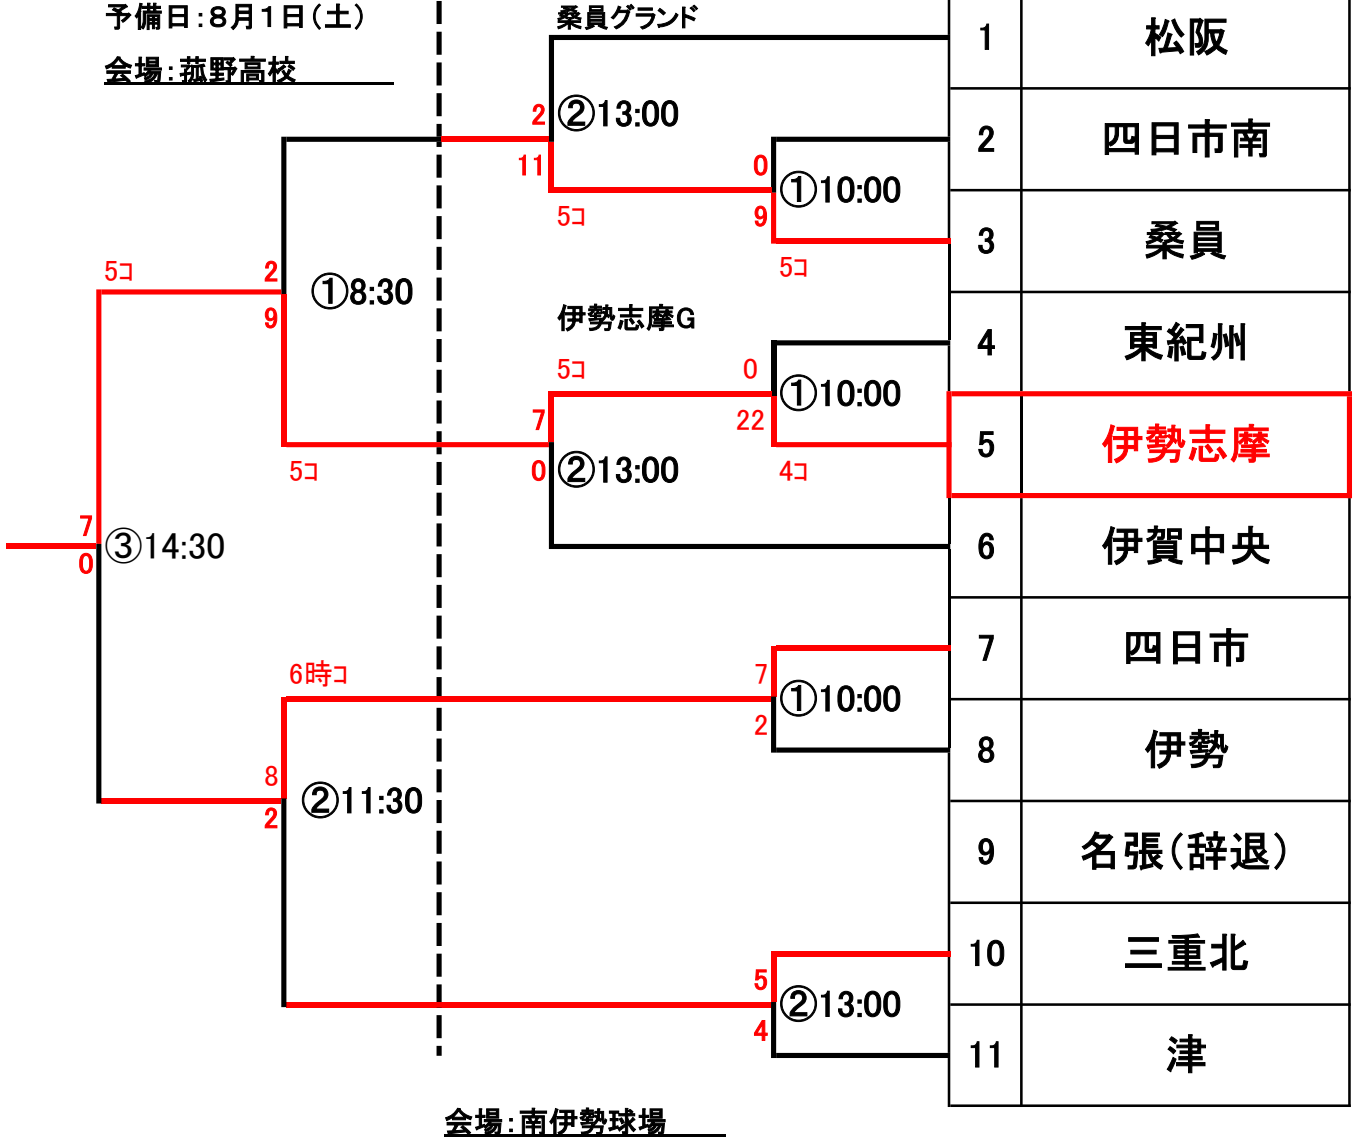 予備日:8月1日(土)
会場:菰野高校
桑員グランド
1 松阪
2 ②13:00
11
5コ
2 四日市南
0 ①10:00
9
5コ
3 桑員
5コ
2 ①8:30
9
伊勢志摩G
4 東紀州
5コ
0 ①10:00
22
4コ
7
0 ②13:00
5コ
5 伊勢志摩
6 伊賀中央
7 ③14:30
0
7 四日市
6時コ
7 ①10:00
2
8 伊勢
8 ②11:30
2
9 名張(辞退)
10 三重北
5 ②13:00
4
11 津
会場:南伊勢球場